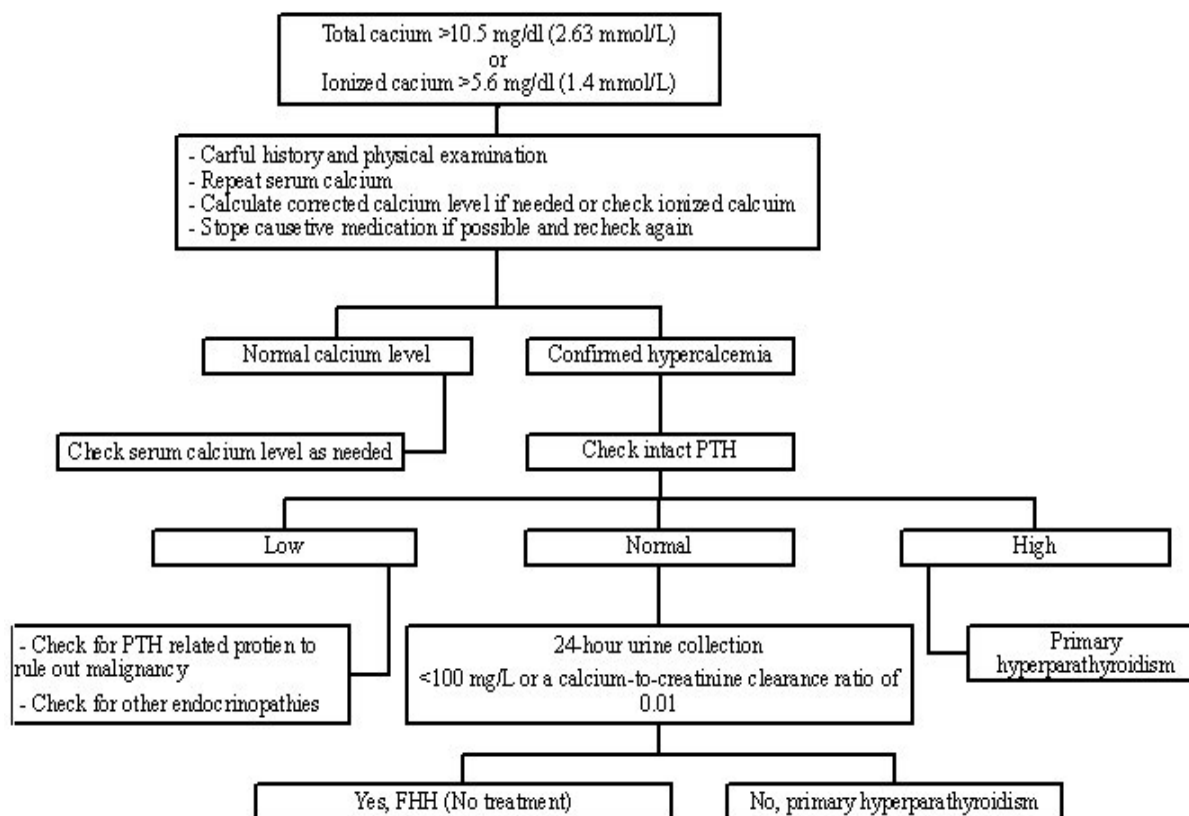 Total cacium >10.5 mg/dl (2.63 mmol/L)
or
Ionized cacium >5.6 mg/dl (1.4 mmol/L)
- Carful history and physical examination
- Repeat serum calcium
- Calculate corrected calcium level if needed or check ionized calcuim
- Stope causetive medication if possible and recheck again
Normal calcium level
Confirmed hypercalcemia
Check serum calcium level as needed
Check intact PTH
Low
Normal
High
- Check for PTH related protien to
rule out malignancy
- Check for other endocrinopathies
24-hour urine collection
<100 mg/L or a calcium-to-creatinine clearance ratio of
0.01
Primary
hyperparathyroidism
Yes, FHH (No treatment)
No, primary hyperparathyroidism